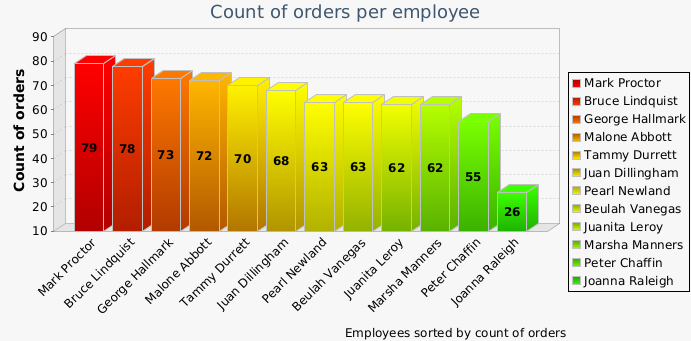 Count of orders per employee
Count of orders
90
80
70
60
50
40
30
20
10
79
78
73
72
70
68
63
63
62
62
55
26
Mark Proctor
Bruce Lindquist
George Hallmark
Malone Abbott
Tammy Durrett
Juan Dillingham
Pearl Newland
Beulah Vanegas
Juanita Leroy
Marsha Manners
Peter Chaffin
Joanna Raleigh
Employees sorted by count of orders
Mark Proctor
Bruce Lindquist
George Hallmark
Malone Abbott
Tammy Durrett
Juan Dillingham
Pearl Newland
Beulah Vanegas
Juanita Leroy
Marsha Manners
Peter Chaffin
Joanna Raleigh